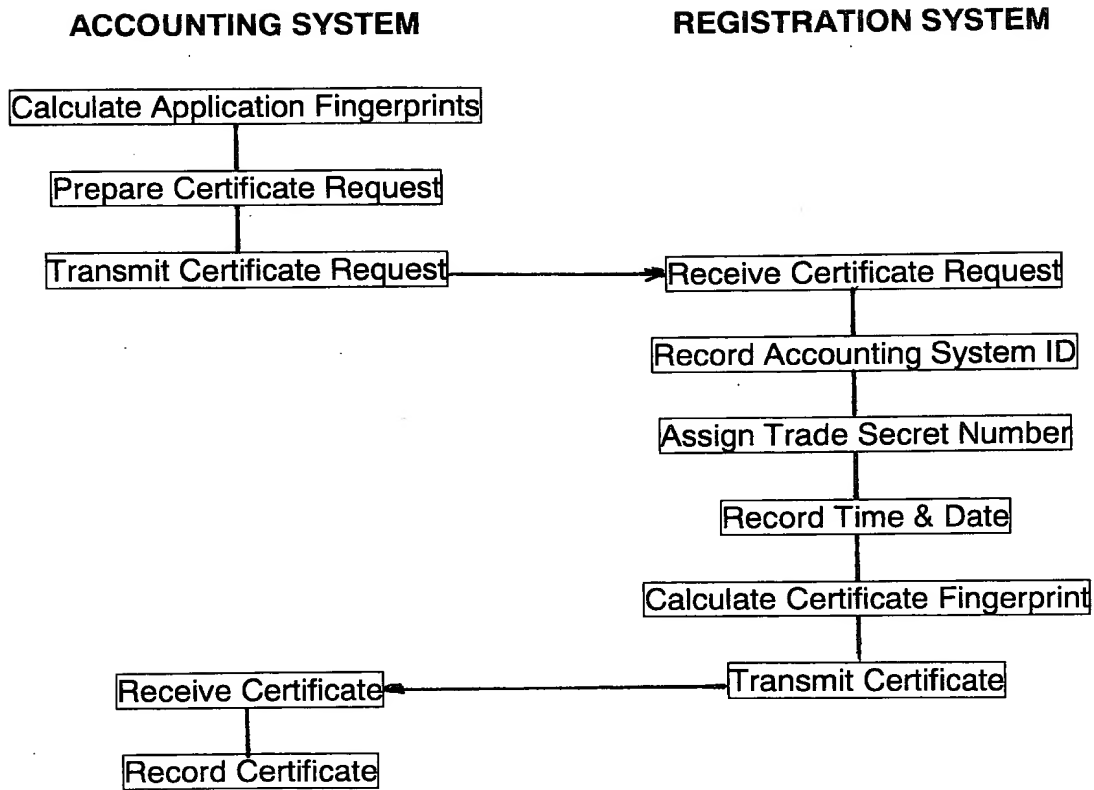 ACCOUNTING SYSTEM
REGISTRATION SYSTEM
Calculate Application Fingerprints
Prepare Certificate Request
Transmit Certificate Request
Receive Certificate Request
Record Accounting System ID
Assign Trade Secret Number
Record Time & Date
Calculate Certificate Fingerprint
Transmit Certificate
Receive Certificate
Record Certificate